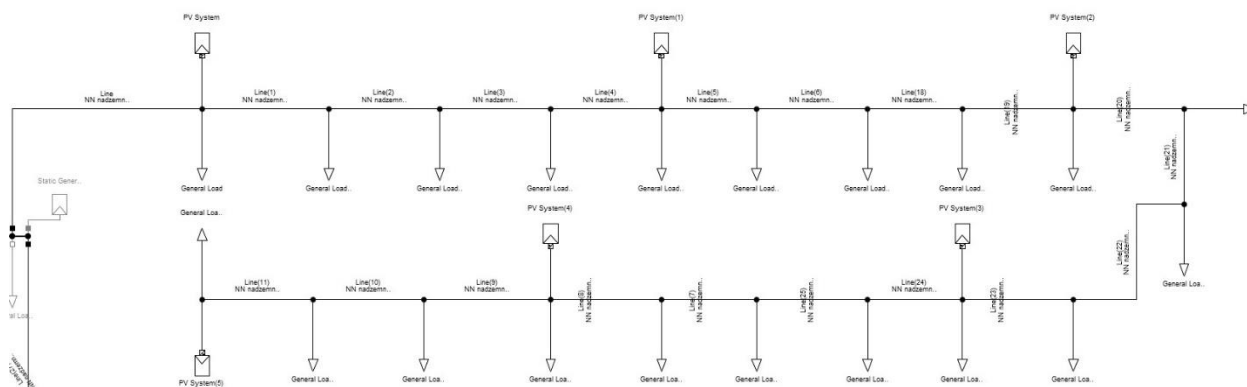 PV System
PV System(1)
PV System(2)
Line
NN nadzemn..
Line(1)
NN nadzemn..
Line(2)
NN nadzemn..
Line(3)
NN nadzemn..
Line(4)
NN nadzemn..
Line(5)
NN nadzemn..
Line(6)
NN nadzemn..
Line(18)
NN nadzemn..
Line(19)
NN nadzemn..
Line(20)
NN nadzemn..
Line(21)
NN nadzemn..
Static Gener..
General Load
General Load..
General Load..
General Load..
General Load..
General Load..
General Load..
General Load..
General Load..
General Loa..
PV System(4)
PV System(3)
Line(22)
NN nadzemn..
General Loa..
Line(11)
NN nadzemn..
Line(10)
NN nadzemn..
Line(9)
NN nadzemn..
NN nadzemn..
Line(7)
NN nadzemn..
Line(25)
NN nadzemn..
Line(24)
NN nadzemn..
Line(23)
NN nadzemn..
al Loa..
PV System(5)
General Loa..
General Loa..
General Loa..
General Loa..
General Loa..
General Loa..
General Loa..
General Loa..